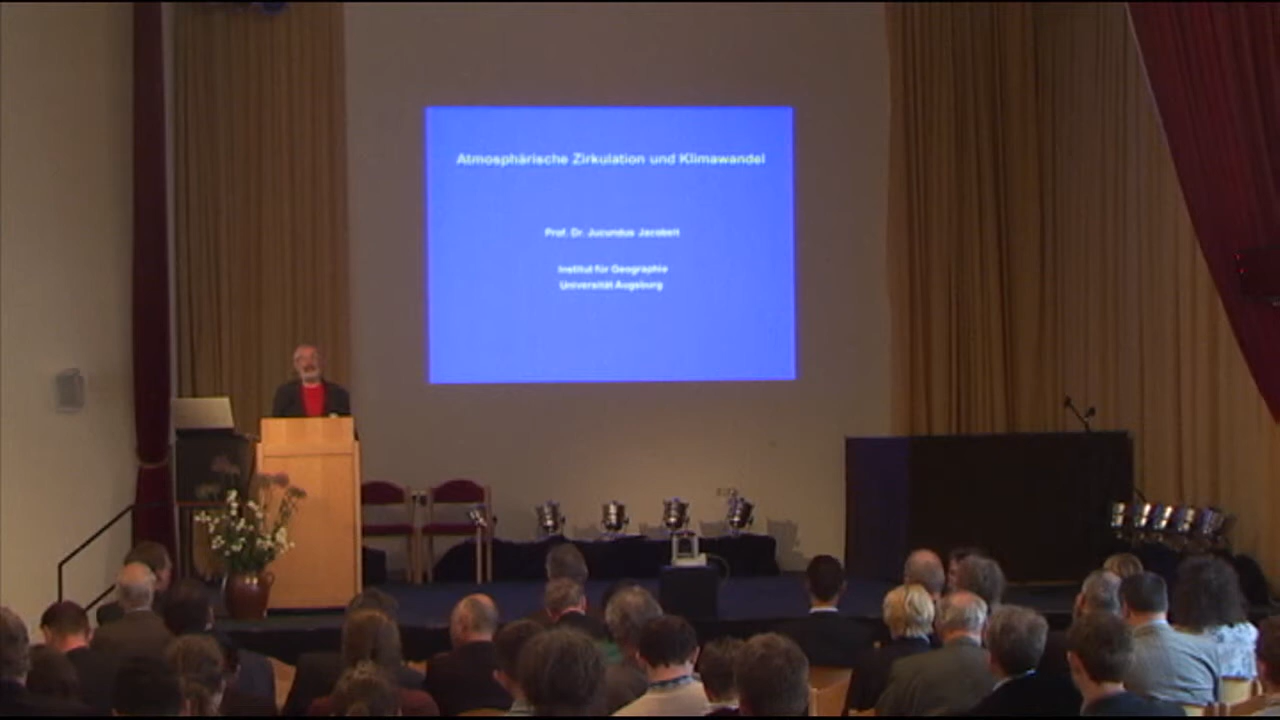 Atmosphärische Zirkulation und Klimawandel
Prof. Dr. Jucundus Jacobeit
Institut für Geographie
Universität Augsburg